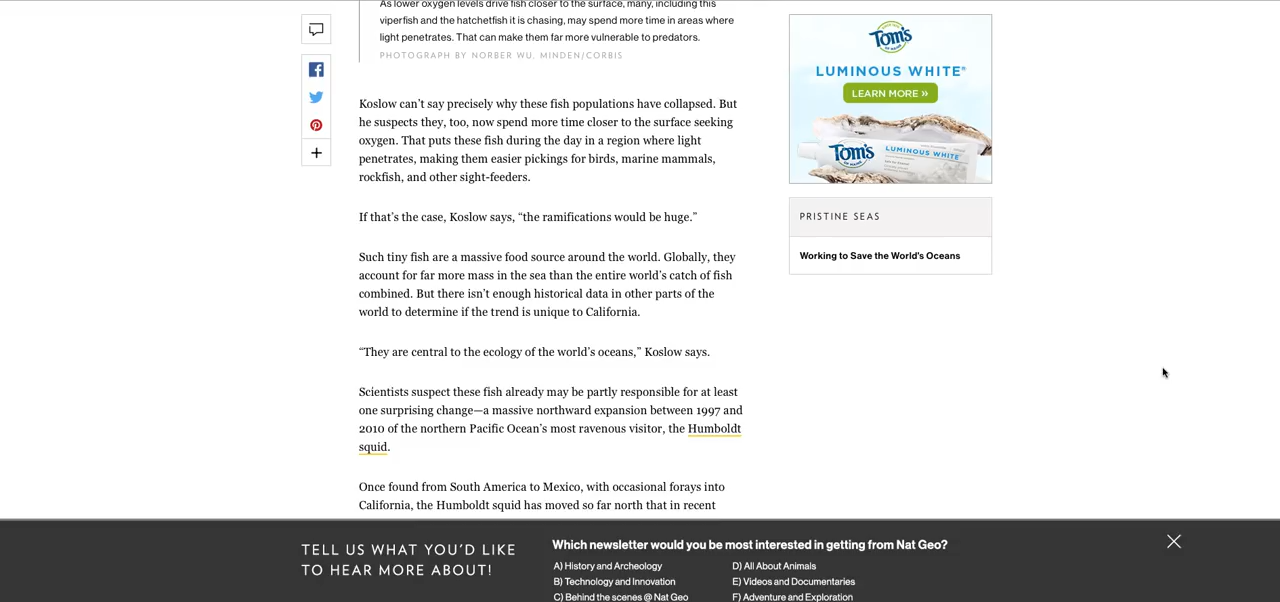 As lower oxygen levels drive fish closer to the surface, many, including this
viperfish and the hatchetfish it is chasing, may spend more time in areas where
light penetrates. That can make them far more vulnerable to predators.
PHOTOGRAPH BY NORBER WU, MINDEN/CORBIS
Koslow can’t say precisely why these fish populations have collapsed. But
he suspects they, too, now spend more time closer to the surface seeking
oxygen. That puts these fish during the day in a region where light
penetrates, making them easier pickings for birds, marine mammals,
rockfish, and other sight-feeders.
If that’s the case, Koslow says, “the ramifications would be huge.”
Such tiny fish are a massive food source around the world. Globally, they
account for far more mass in the sea than the entire world’s catch of fish
combined. But there isn’t enough historical data in other parts of the
world to determine if the trend is unique to California.
“They are central to the ecology of the world’s oceans,” Koslow says.
Scientists suspect these fish already may be partly responsible for at least
one surprising change—a massive northward expansion between 1997 and
2010 of the northern Pacific Ocean’s most ravenous visitor, the Humboldt
squid.
Once found from South America to Mexico, with occasional forays into
California, the Humboldt squid has moved so far north that in recent
Tom's
OF MAINE
LUMINOUS WHITE®
LEARN MORE »
Tom's
LUMINOUS WHITE
PRISTINE SEAS
Working to Save the World’s Oceans
TELL US WHAT YOU’D LIKE
TO HEAR MORE ABOUT!
Which newsletter would you be most interested in getting from Nat Geo?
A) History and Archeology
B) Technology and Innovation
C) Behind the scenes @ Nat Geo
D) All About Animals
E) Videos and Documentaries
F) Adventure and Exploration